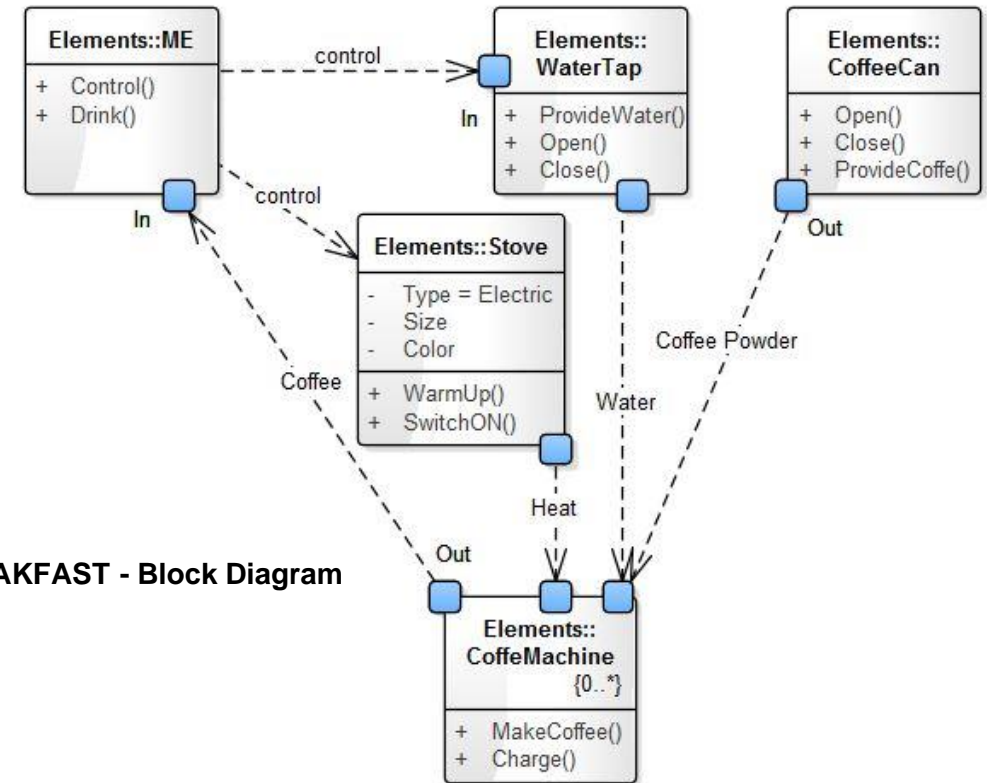 Elements::ME
+ Control()
+ Drink()
In
control
control
In
Elements::
WaterTap
+ ProvideWater()
+ Open()
+ Close()
Elements::
CoffeeCan
+ Open()
+ Close()
+ ProvideCoffe()
Out
Elements::Stove
- Type = Electric
- Size
- Color
+ WarmUp()
+ SwitchON()
Coffee
Heat
Water
Coffee Powder
AKFAST - Block Diagram
Out
Elements::
CoffeMachine
{0..*}
+ MakeCoffee()
+ Charge()